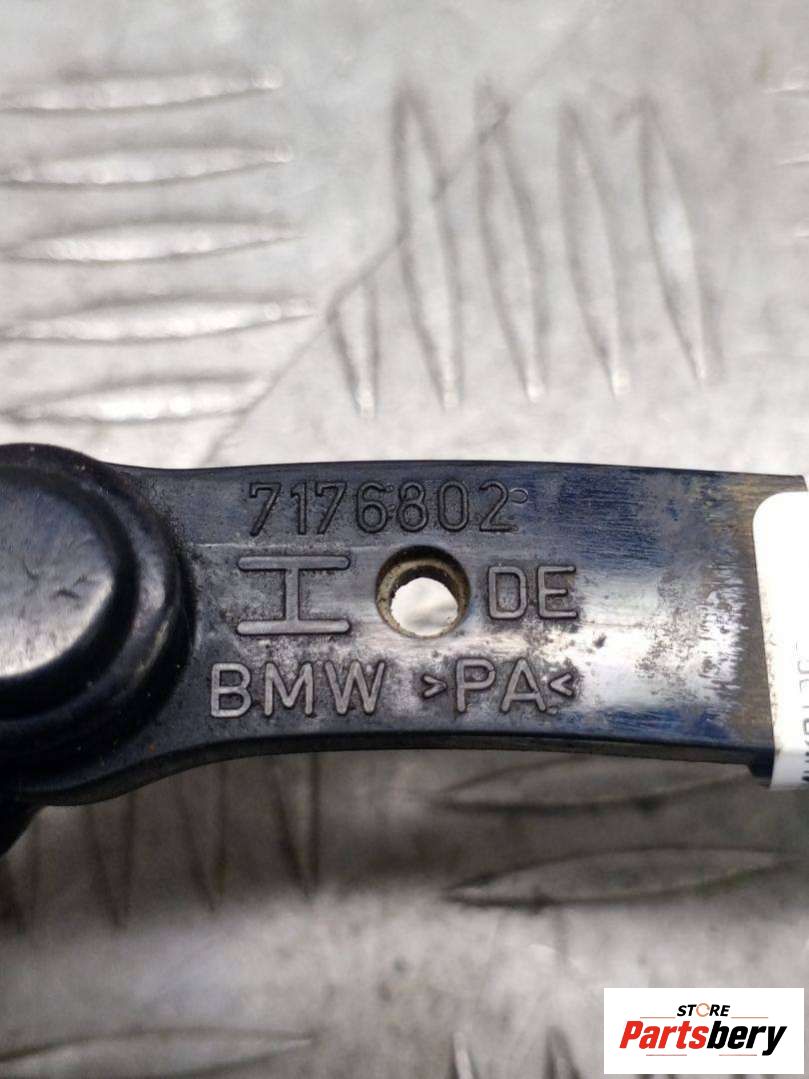 7176802
H DE
BMW >PA<
STORE
Partsbery